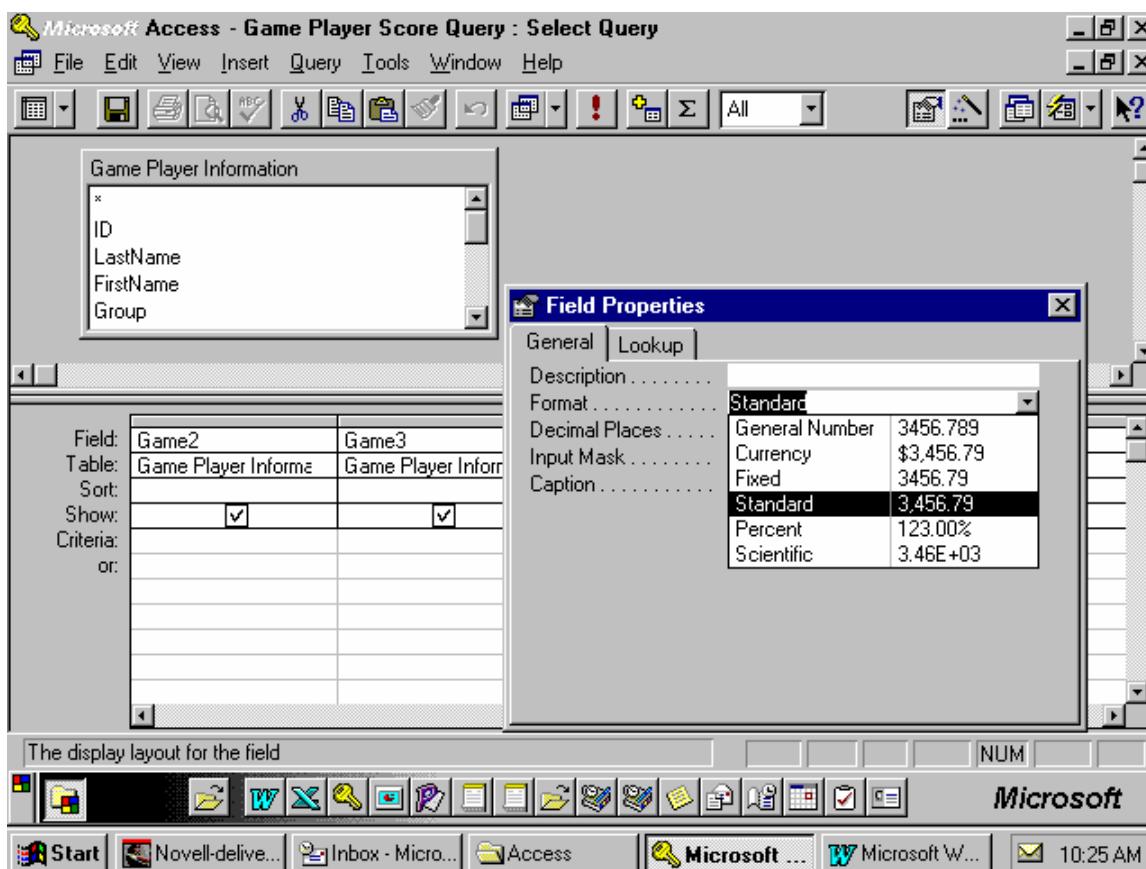 Microsoft Access - Game Player Score Query : Select Query
File Edit View Insert Query Tools Window Help
ABC Σ All
Game Player Information
*
ID
LastName
FirstName
Group
Field Properties
General Lookup
Description . . . . . . . .
Format . . . . . . . . . . . . Standard
Decimal Places . . . . .
Input Mask . . . . . . . .
Caption . . . . . . . . . . .
General Number 3456.789
Currency $3,456.79
Fixed 3456.79
Standard 3,456.79
Percent 123.00%
Scientific 3.46E+03
Field: Game2 Game3
Table: Game Player Informa Game Player Inforr
Sort:
Show:
Criteria:
or:
The display layout for the field NUM
Microsoft
Start Novell-delive... Inbox - Micro... Access Microsoft ... Microsoft W... 10:25 AM